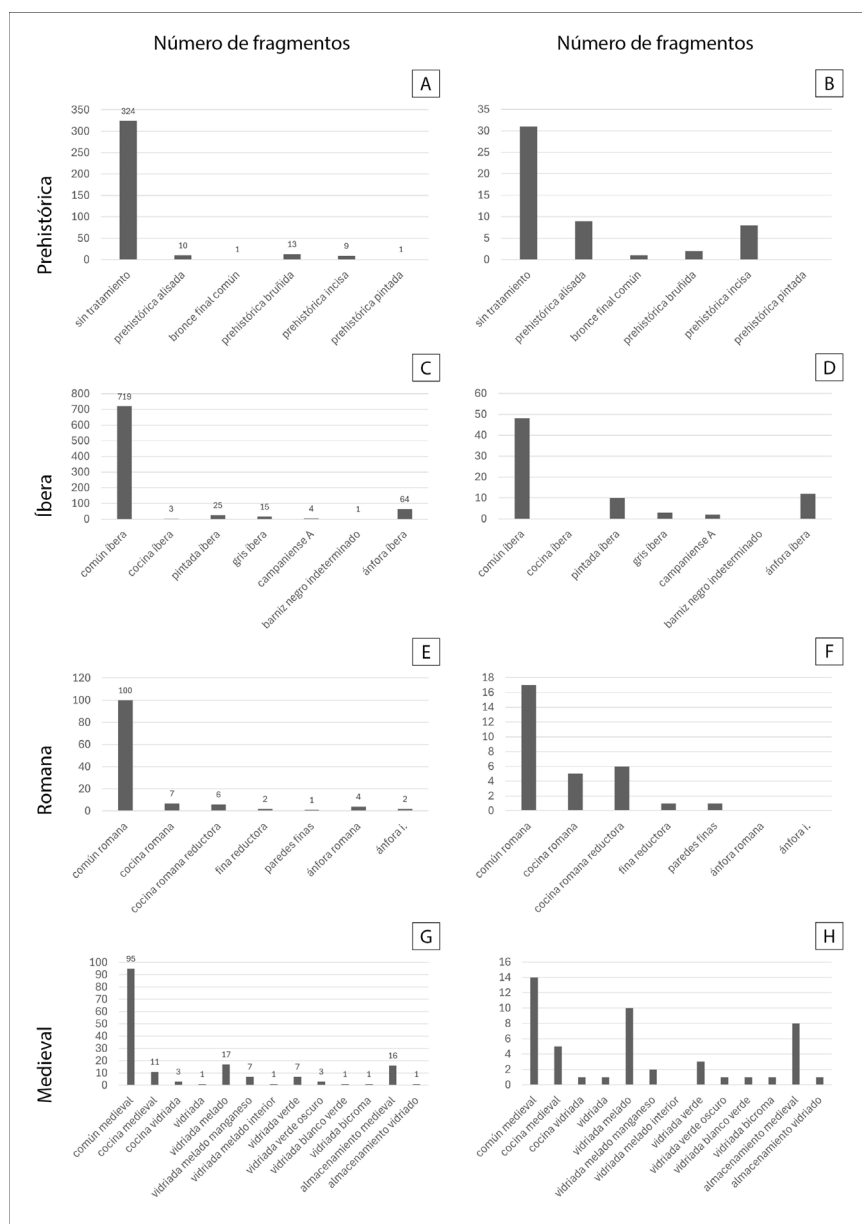 Número de fragmentos
Número de fragmentos
Prehistórica
A
350
300
250
200
150
100
50
0
324
10
1
13
9
1
sin tratamiento
prehistórica alisada
bronce final común
prehistórica bruñida
prehistórica incisa
prehistórica pintada
B
35
30
25
20
15
10
5
0
sin tratamiento
prehistórica alisada
bronce final común
prehistórica bruñida
prehistórica incisa
prehistórica pintada
Íbera
C
800
700
600
500
400
300
200
100
0
719
3
25
15
4
1
64
común íbera
cocina íbera
pintada íbera
gris íbera
campaniense A
barniz negro indeterminado
ánfora íbera
D
60
50
40
30
20
10
0
común íbera
cocina íbera
pintada íbera
gris íbera
campaniense A
barniz negro indeterminado
ánfora íbera
Romana
E
120
100
80
60
40
20
0
100
7
6
2
1
4
2
común romana
cocina romana
cocina romana reductora
fina reductora
paredes finas
ánfora romana
ánfora i.
F
18
16
14
12
10
8
6
4
2
0
común romana
cocina romana
cocina romana reductora
fina reductora
paredes finas
ánfora romana
ánfora i.
Medieval
G
100
90
80
70
60
50
40
30
20
10
0
95
11
3
1
17
7
1
7
3
1
1
16
1
común medieval
cocina medieval
cocina vidriada
vidriada
vidriada melado
vidriada melado manganeso
vidriada melado interior
vidriada verde
vidriada verde oscuro
vidriada blanco verde
vidriada bicroma
almacenamiento medieval
almacenamiento vidriado
H
16
14
12
10
8
6
4
2
0
común medieval
cocina medieval
cocina vidriada
vidriada
vidriada melado
vidriada melado manganeso
vidriada melado interior
vidriada verde
vidriada verde oscuro
vidriada blanco verde
vidriada bicroma
almacenamiento medieval
almacenamiento vidriado